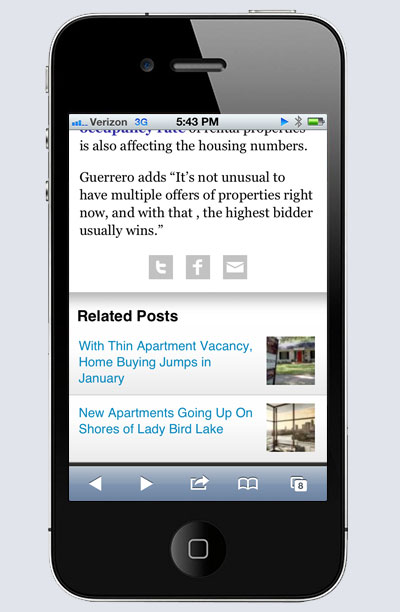 Verizon 3G 5:43 PM
occupancy rate of rental properties
is also affecting the housing numbers.
Guerrero adds “It’s not unusual to
have multiple offers of properties right
now, and with that , the highest bidder
usually wins.”
Related Posts
With Thin Apartment Vacancy,
Home Buying Jumps in
January
New Apartments Going Up On
Shores of Lady Bird Lake
8